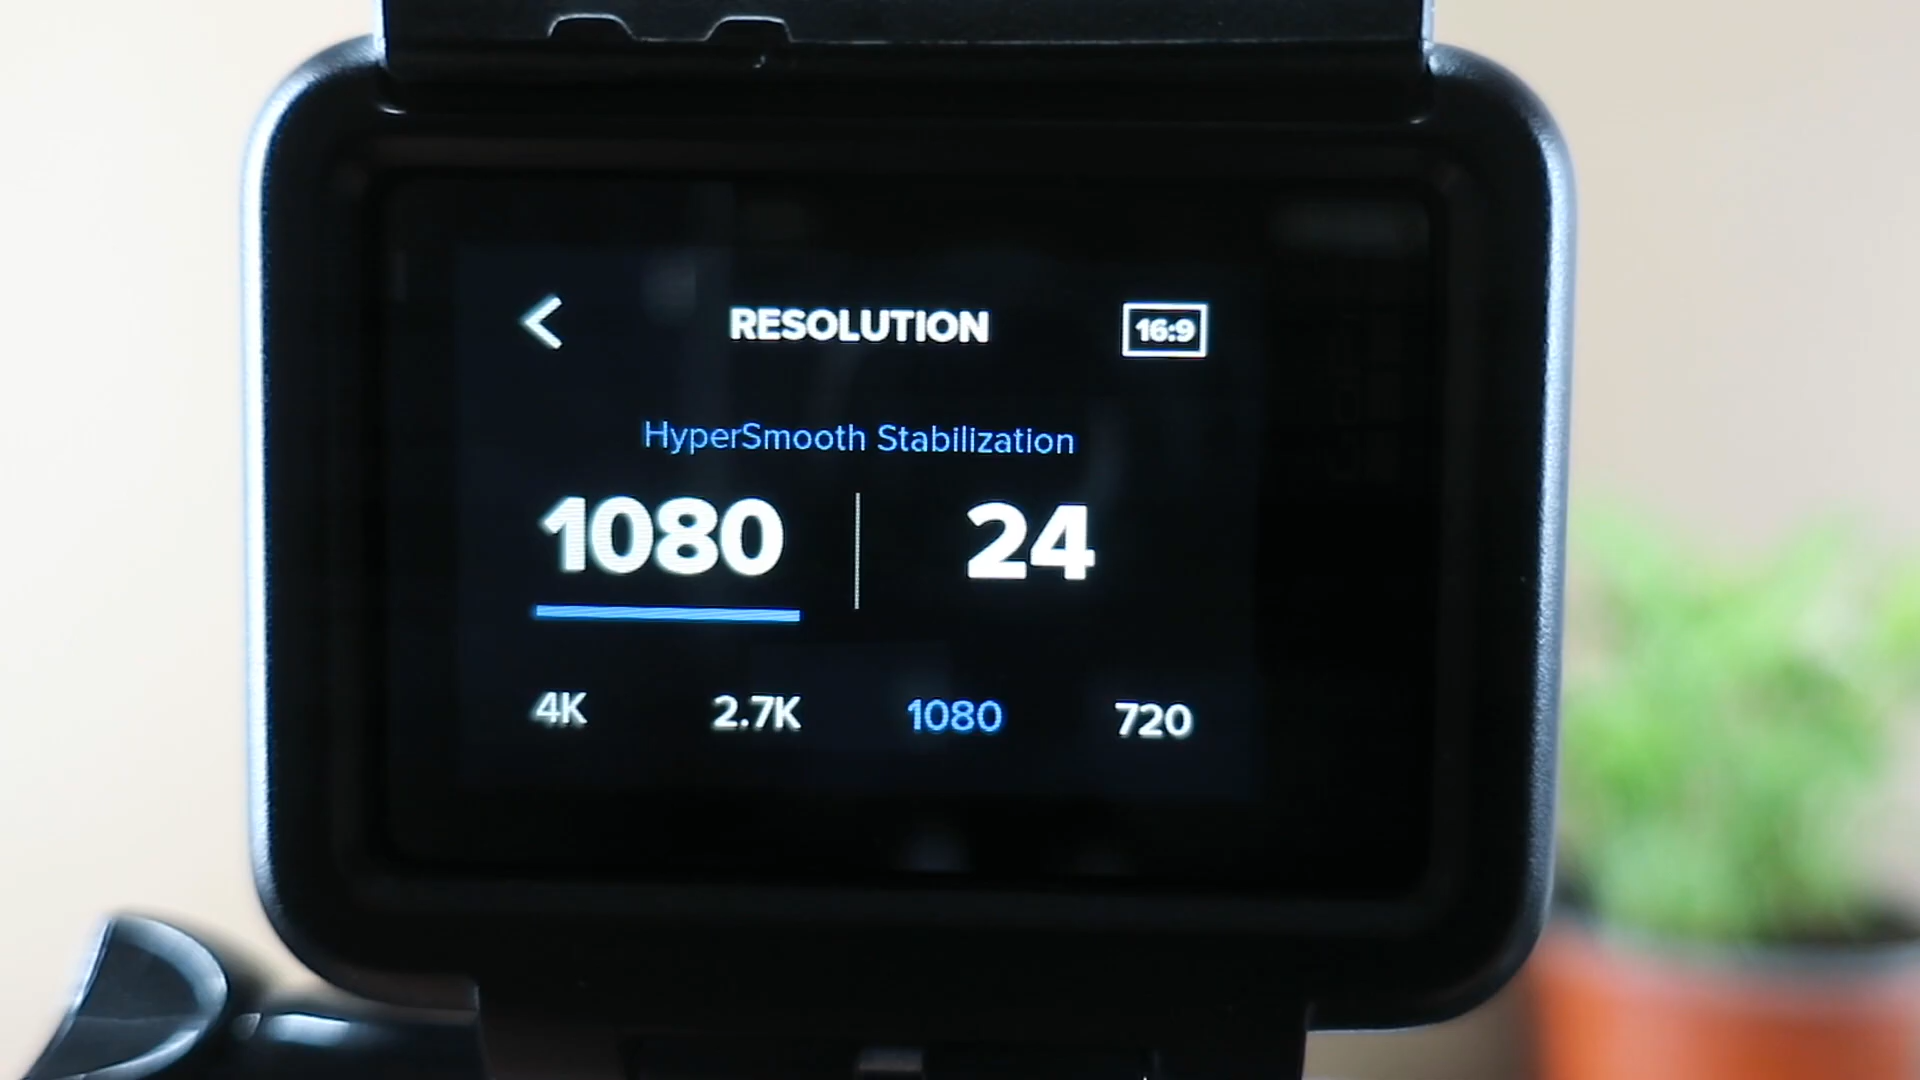 RESOLUTION 16:9
HyperSmooth Stabilization
1080 | 24
4K 2.7K 1080 720